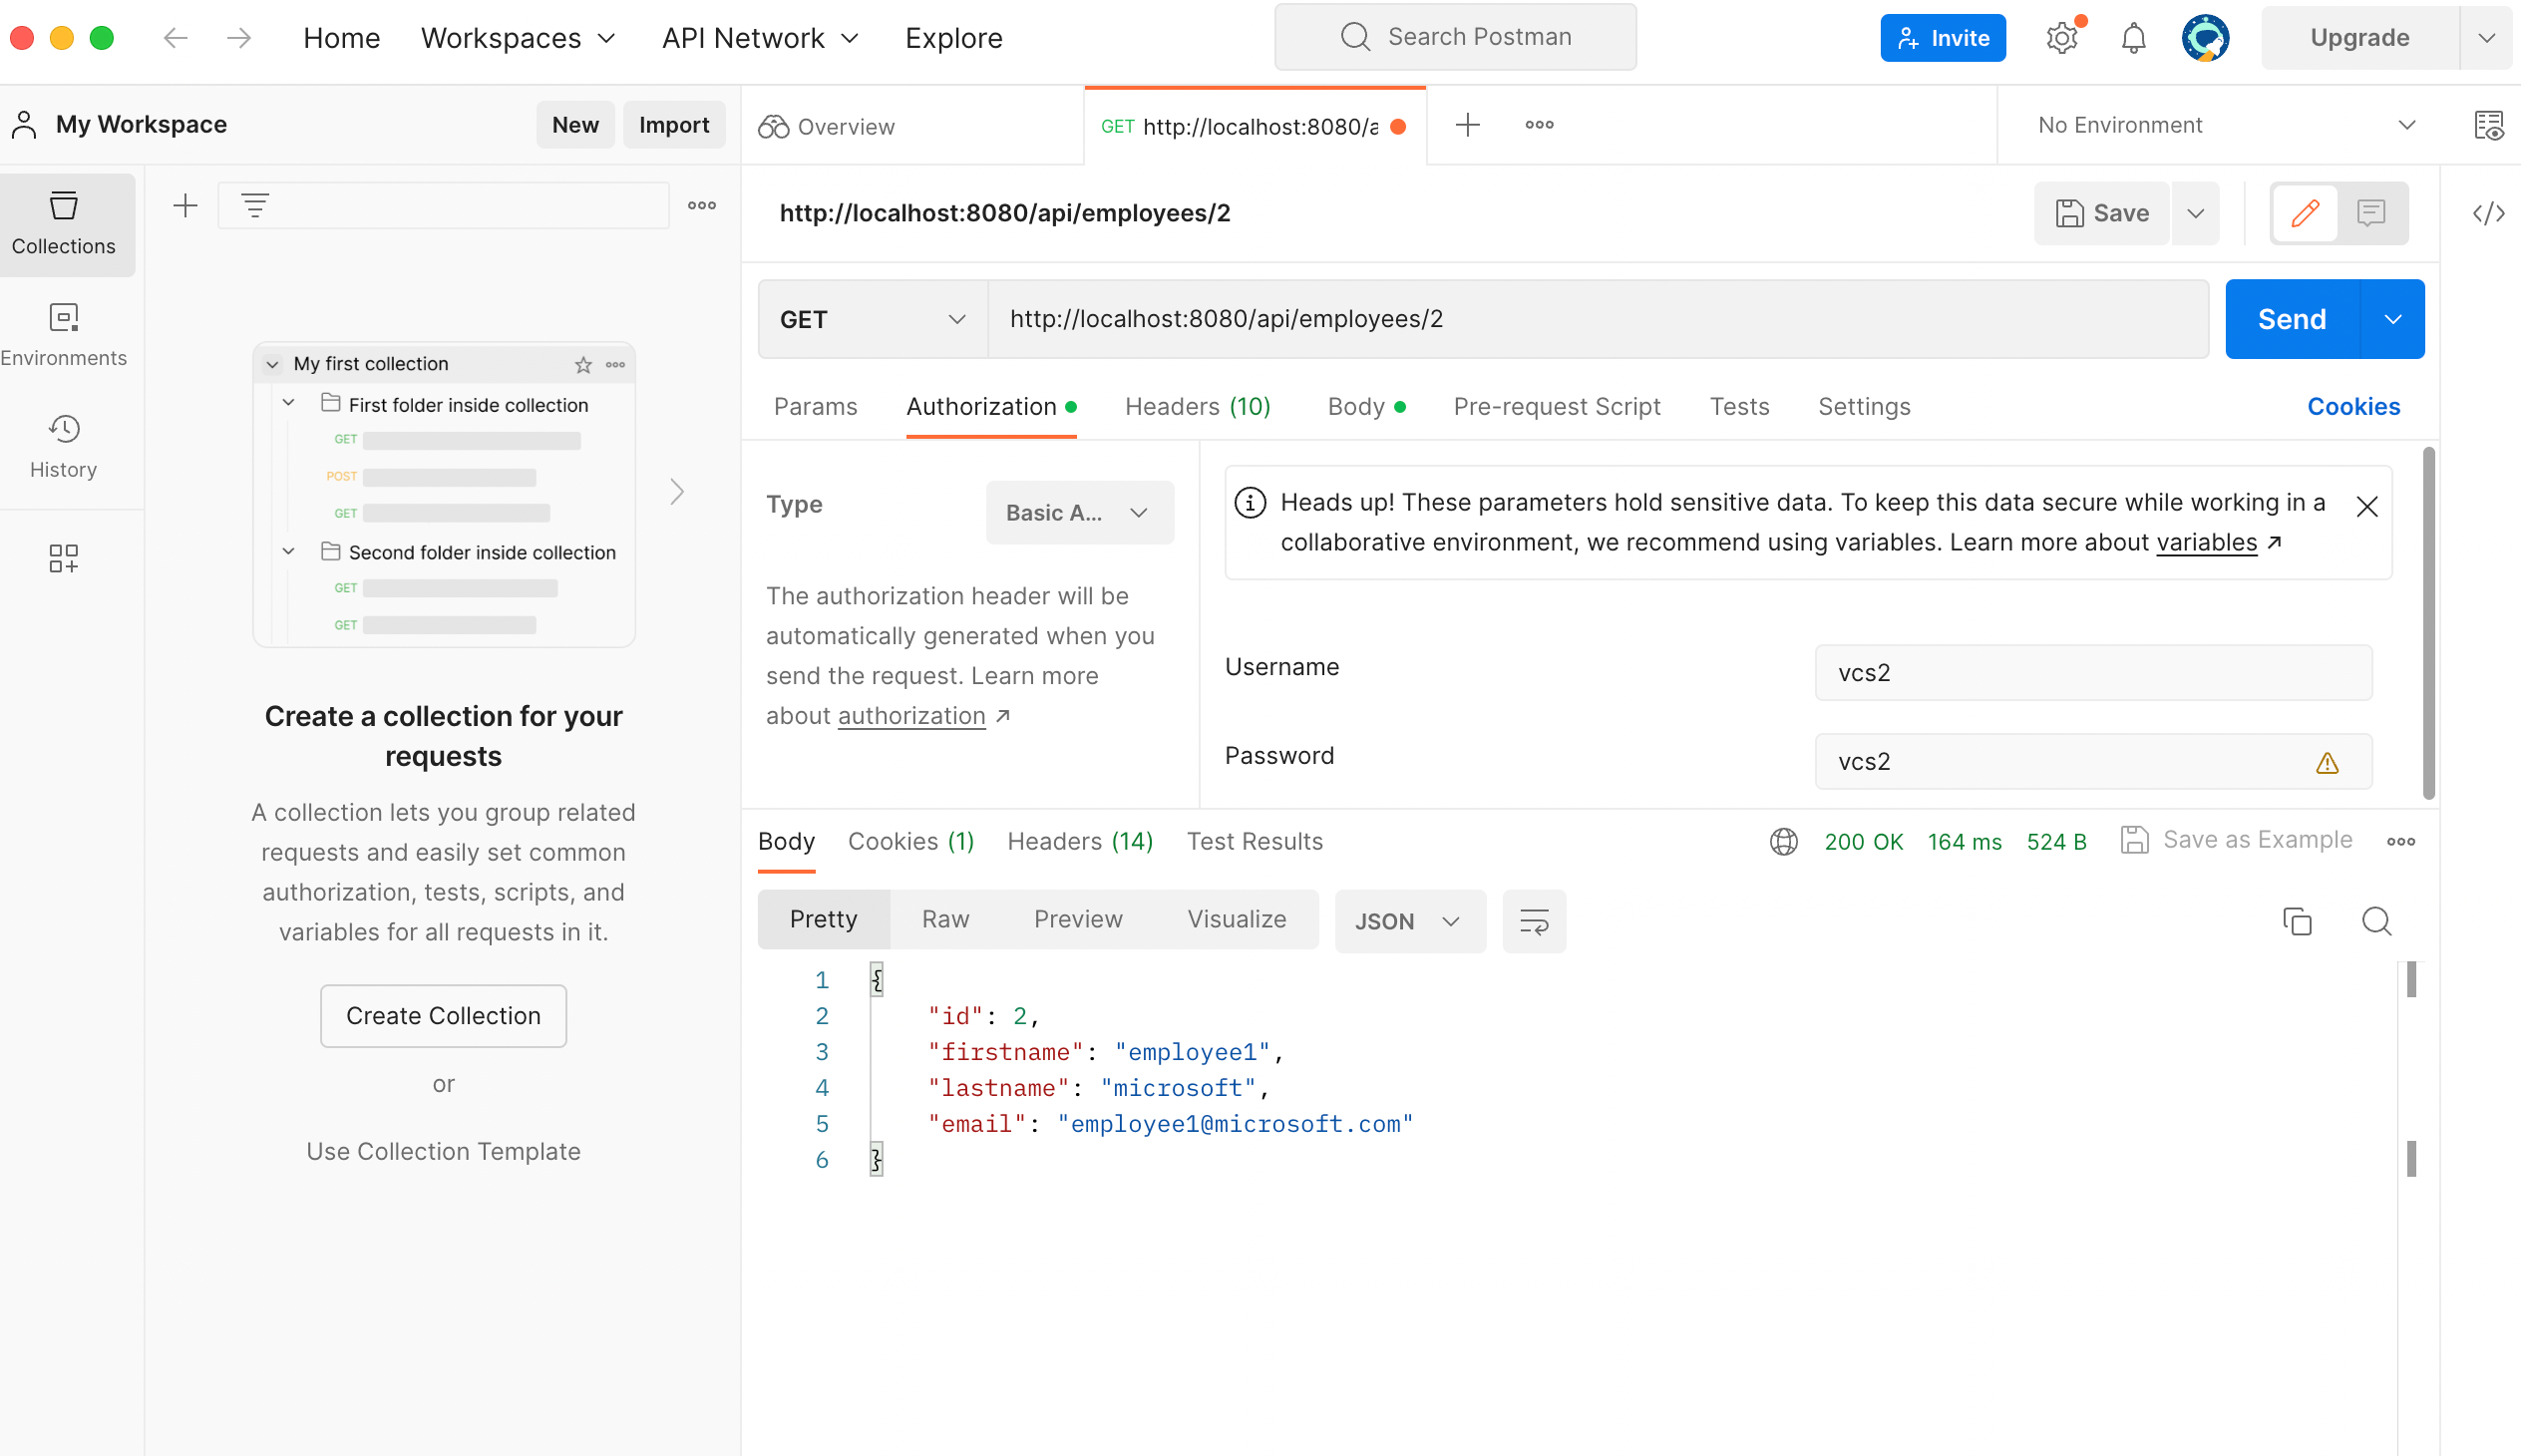 Home
Workspaces
API Network
Explore
Search Postman
Invite
Upgrade
My Workspace
New
Import
Overview
GET http://localhost:8080/a
No Environment
Collections
Environments
History
My first collection
First folder inside collection
GET
POST
GET
Second folder inside collection
GET
GET
Create a collection for your
requests
A collection lets you group related
requests and easily set common
authorization, tests, scripts, and
variables for all requests in it.
Create Collection
or
Use Collection Template
http://localhost:8080/api/employees/2
Save
GET
http://localhost:8080/api/employees/2
Send
Params
Authorization
Headers (10)
Body
Pre-request Script
Tests
Settings
Cookies
Type
Basic A...
The authorization header will be
automatically generated when you
send the request. Learn more
about authorization ↗
Heads up! These parameters hold sensitive data. To keep this data secure while working in a
collaborative environment, we recommend using variables. Learn more about variables ↗
Username
vcs2
Password
vcs2
Body
Cookies (1)
Headers (14)
Test Results
200 OK
164 ms
524 B
Save as Example
Pretty
Raw
Preview
Visualize
JSON
1 {
2 "id": 2,
3 "firstname": "employee1",
4 "lastname": "microsoft",
5 "email": "employee1@microsoft.com"
6 }